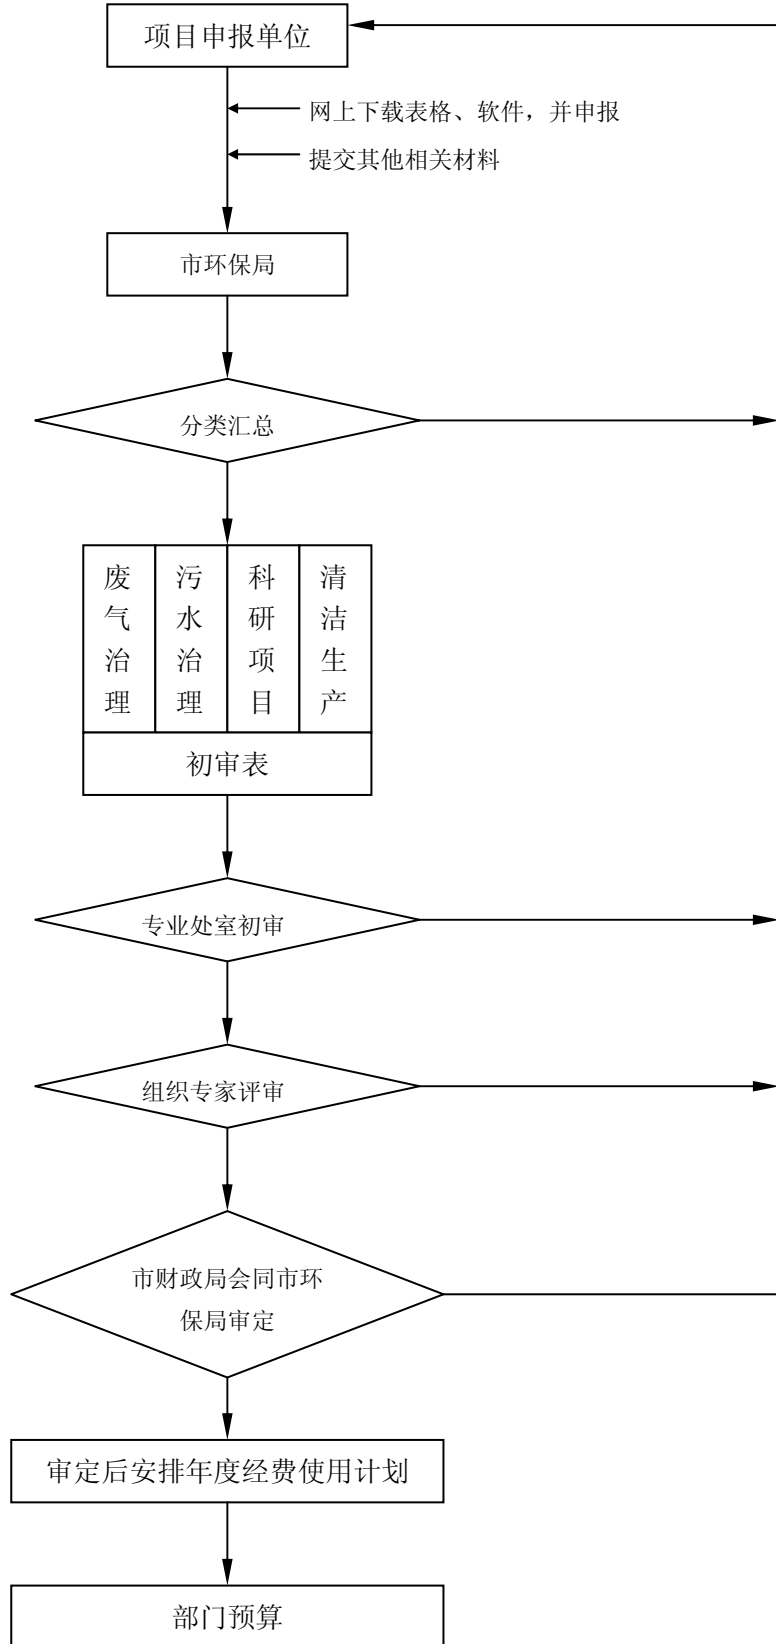 项目申报单位
网上下载表格、软件，并申报
提交其他相关材料
市环保局
分类汇总
废气治理
污水治理
科研项目
清洁生产
初审表
专业处室初审
组织专家评审
市财政局会同市环
保局审定
审定后安排年度经费使用计划
部门预算